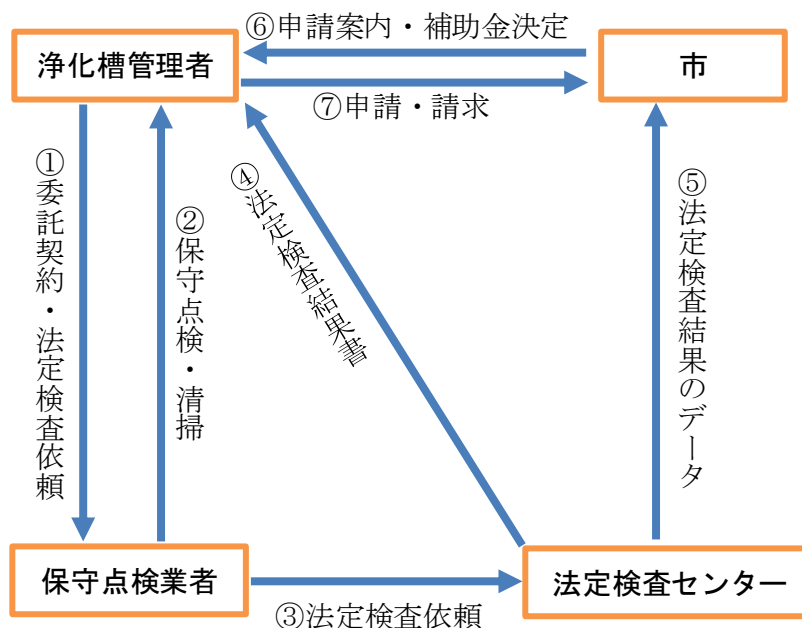 ⑥申請案内・補助金決定
浄化槽管理者
市
⑦申請・請求
①委託契約・法定検査依頼
②保守点検・清掃
④法定検査結果書
⑤法定検査結果のデータ
保守点検業者
法定検査センター
③法定検査依頼